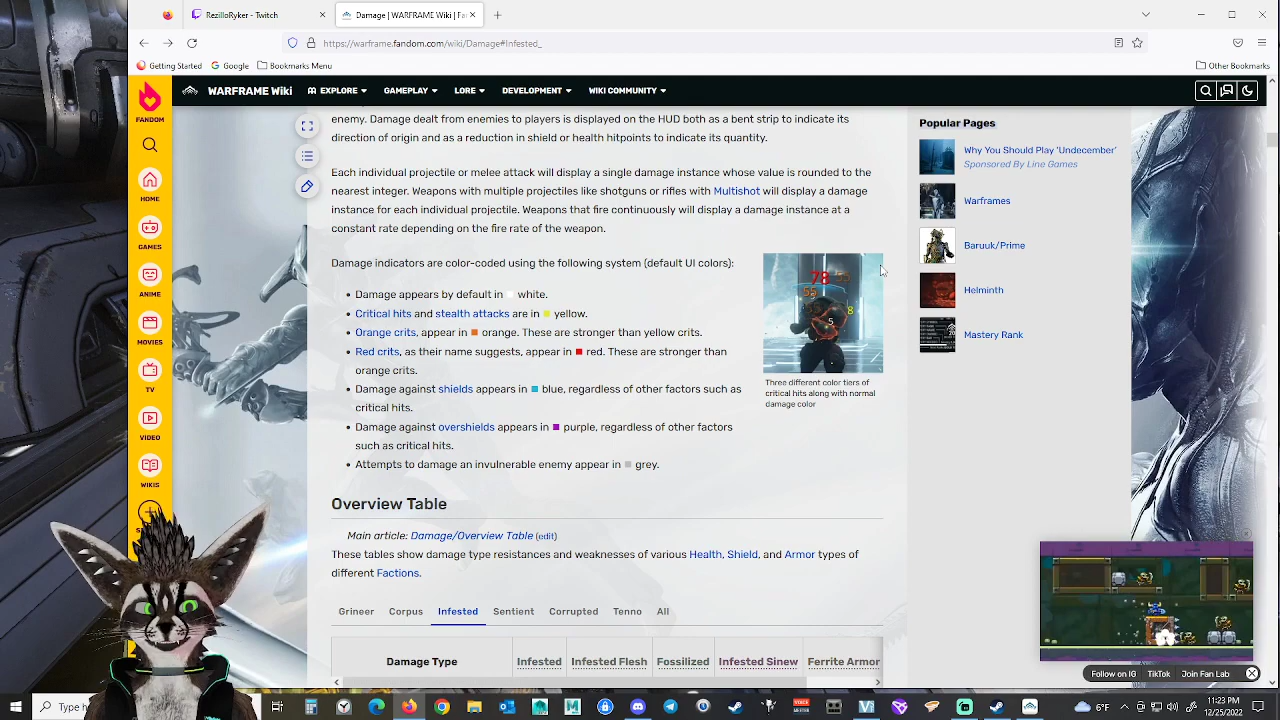 RezilloRyker - Twitch
Damage | WARFRAME Wiki | Fa
https://warframe.fandom.com/wiki/Damage#Infested_
Getting Started
Google
Bookmarks Menu
Other Bookmarks
WARFRAME Wiki
EXPLORE
GAMEPLAY
LORE
DEVELOPMENT
WIKI COMMUNITY
FANDOM
HOME
GAMES
ANIME
MOVIES
TV
VIDEO
WIKIS
enemy. Damage dealt from enemies to players is displayed on the HUD both as a bent strip to indicate its
direction of origin and as a reduction in shield or health hitpoints to indicate its quantity.
Each individual projectile or melee attack will display a single damage instance whose value is rounded to the
nearest integer. Weapons with multiple projectiles like shotguns or rifles with Multishot will display a damage
instance for each individual projectile. Weapons that fire continuously will display a damage instance at a
constant rate depending on the fire rate of the weapon.
Damage indicators are color-coded using the following system (default UI colors):
• Damage appears by default in white.
• Critical hits and stealth attacks are in yellow.
• Orange crits, appear in orange. These are stronger than yellow crits.
• Red crits, as their name suggests, appear in red. These are stronger than
orange crits.
• Damage against shields appears in blue, regardless of other factors such as
critical hits.
• Damage against overshields appears in purple, regardless of other factors
such as critical hits.
• Attempts to damage an invulnerable enemy appear in grey.
78
8
5
Three different color tiers of
critical hits along with normal
damage color
Overview Table
Main article: Damage/Overview Table (edit)
These tables show damage type resistances and weaknesses of various Health, Shield, and Armor types of
different Factions.
Grineer
Corpus
Infested
Sentient
Corrupted
Tenno
All
Damage Type
Infested
Infested Flesh
Fossilized
Infested Sinew
Ferrite Armor
Popular Pages
Why You Should Play 'Undecember'
Sponsored By Line Games
Warframes
Baruuk/Prime
Helminth
Mastery Rank
Follow on IG
TikTok
Join Fan Lab
Type h
11:23 PM
12/25/202